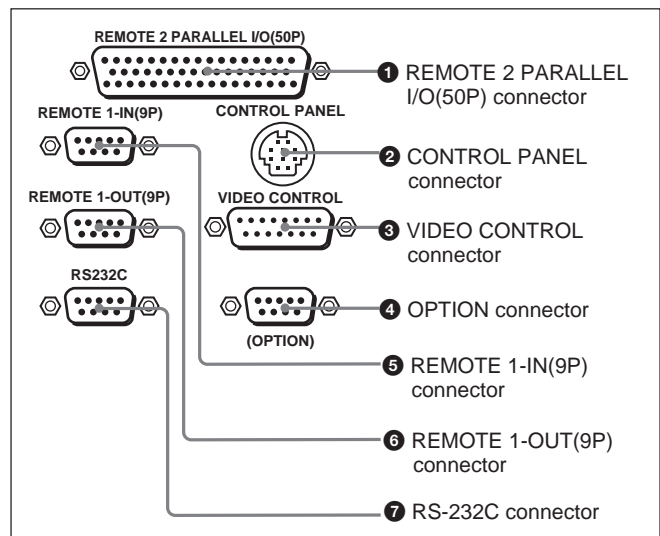 REMOTE 2 PARALLEL I/O(50P)
❶ REMOTE 2 PARALLEL
I/O(50P) connector
REMOTE 1-IN(9P)
CONTROL PANEL
❷ CONTROL PANEL
connector
REMOTE 1-OUT(9P)
VIDEO CONTROL
❸ VIDEO CONTROL
connector
RS232C
❹ OPTION connector
(OPTION)
❺ REMOTE 1-IN(9P)
connector
❻ REMOTE 1-OUT(9P)
connector
❼ RS-232C connector